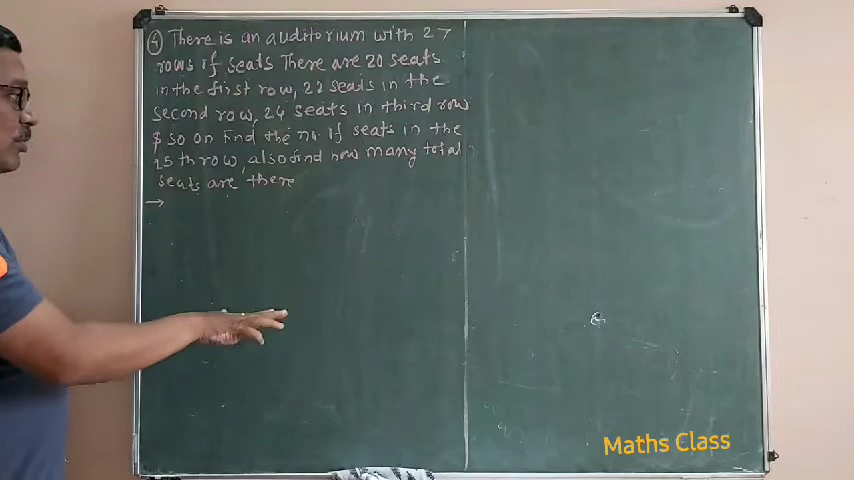 ④ There is an auditorium with 27
rows of seats There are 20 seats
in the first row, 22 seats in the
second row, 24 seats in third row
$ so on Find the no of seats in the
15 th row, also find how many total
seats are there
→
Maths Class